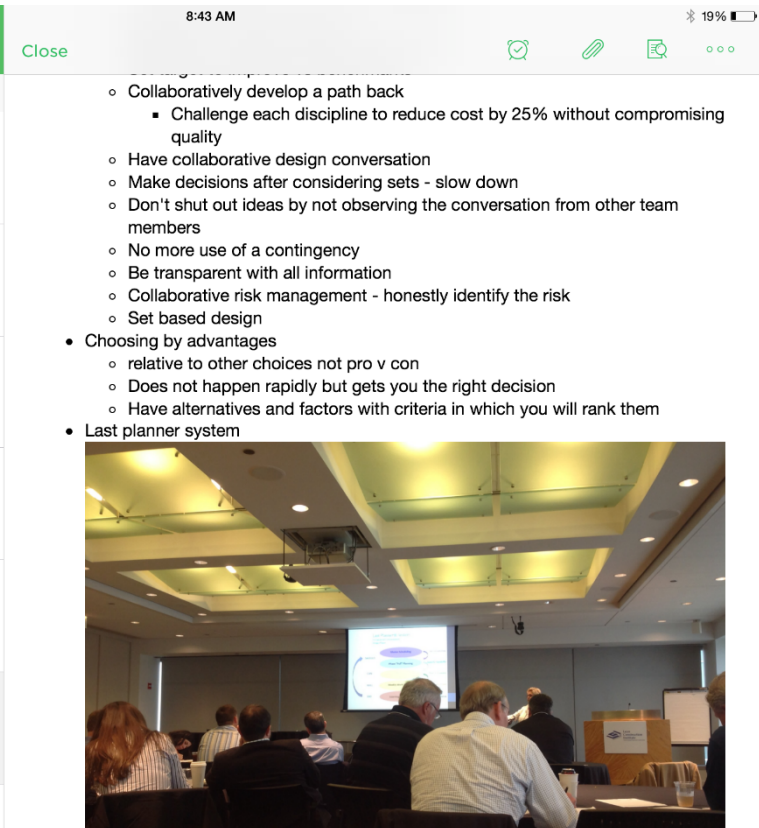 8:43 AM
19%
Close
Collaboratively develop a path back
Challenge each discipline to reduce cost by 25% without compromising
quality
Have collaborative design conversation
Make decisions after considering sets - slow down
Don't shut out ideas by not observing the conversation from other team
members
No more use of a contingency
Be transparent with all information
Collaborative risk management - honestly identify the risk
Set based design
Choosing by advantages
relative to other choices not pro v con
Does not happen rapidly but gets you the right decision
Have alternatives and factors with criteria in which you will rank them
Last planner system